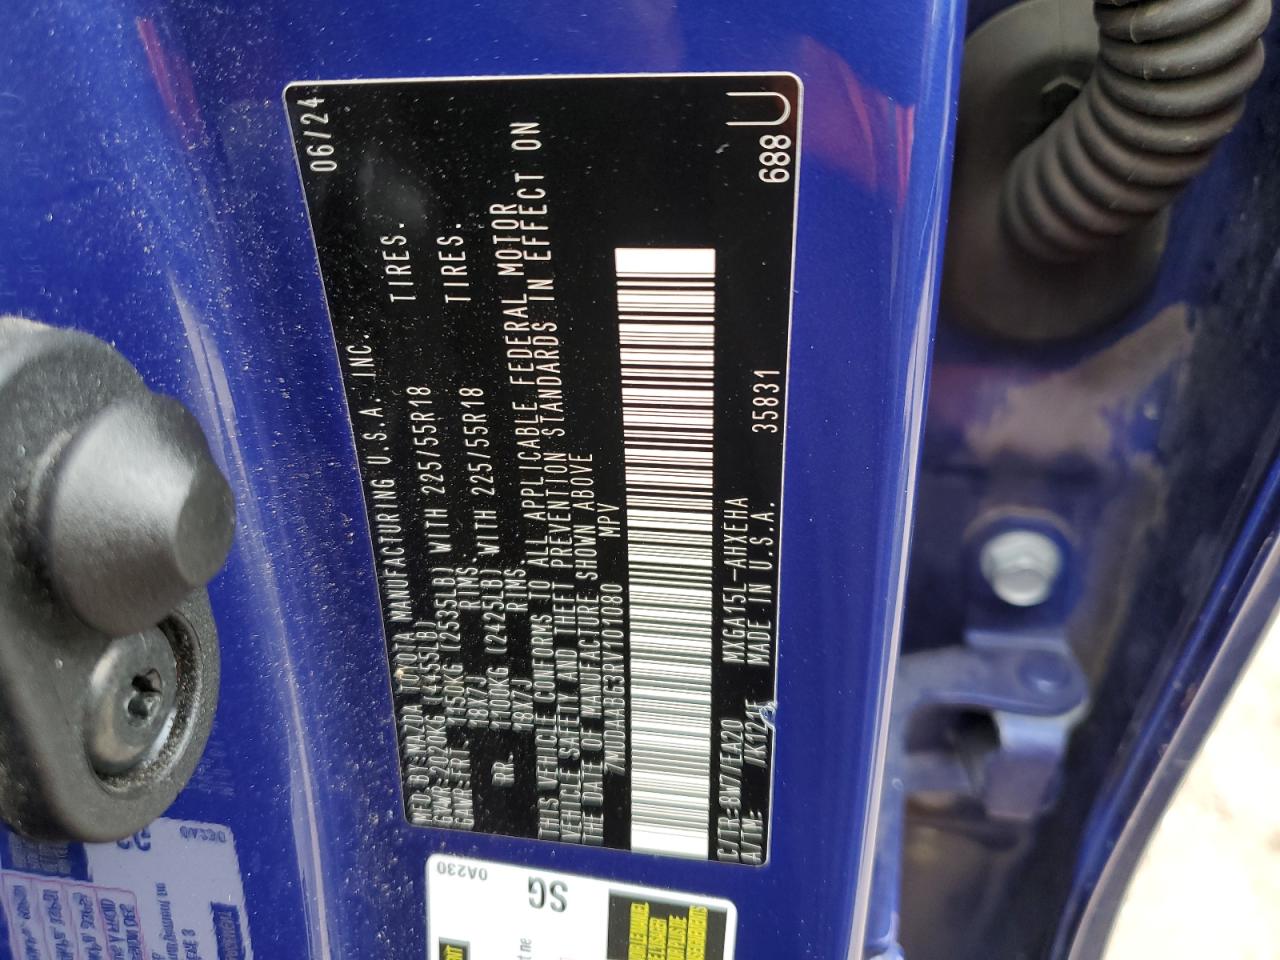 MFD. BY: MAZDA TOYOTA MANUFACTURING U.S.A. INC. 06/24
GVWR 2020KG (4455LB)
GAWR FR. 1150KG (2535LB) WITH 225/55R18 TIRES.
18X7J RIMS
RR. 1100KG (2425LB) WITH 225/55R18 TIRES.
18X7J RIMS
THIS VEHICLE CONFORMS TO ALL APPLICABLE FEDERAL MOTOR
VEHICLE SAFETY AND THEFT PREVENTION STANDARDS IN EFFECT ON
THE DATE OF MANUFACTURE SHOWN ABOVE
7MUDAABG3RV101080 MPV
C/TR: 8W7/EA20 MXGA15L-AHXEHA 688 U
A/TM: MADE IN U.S.A. 35831
0A230
SG